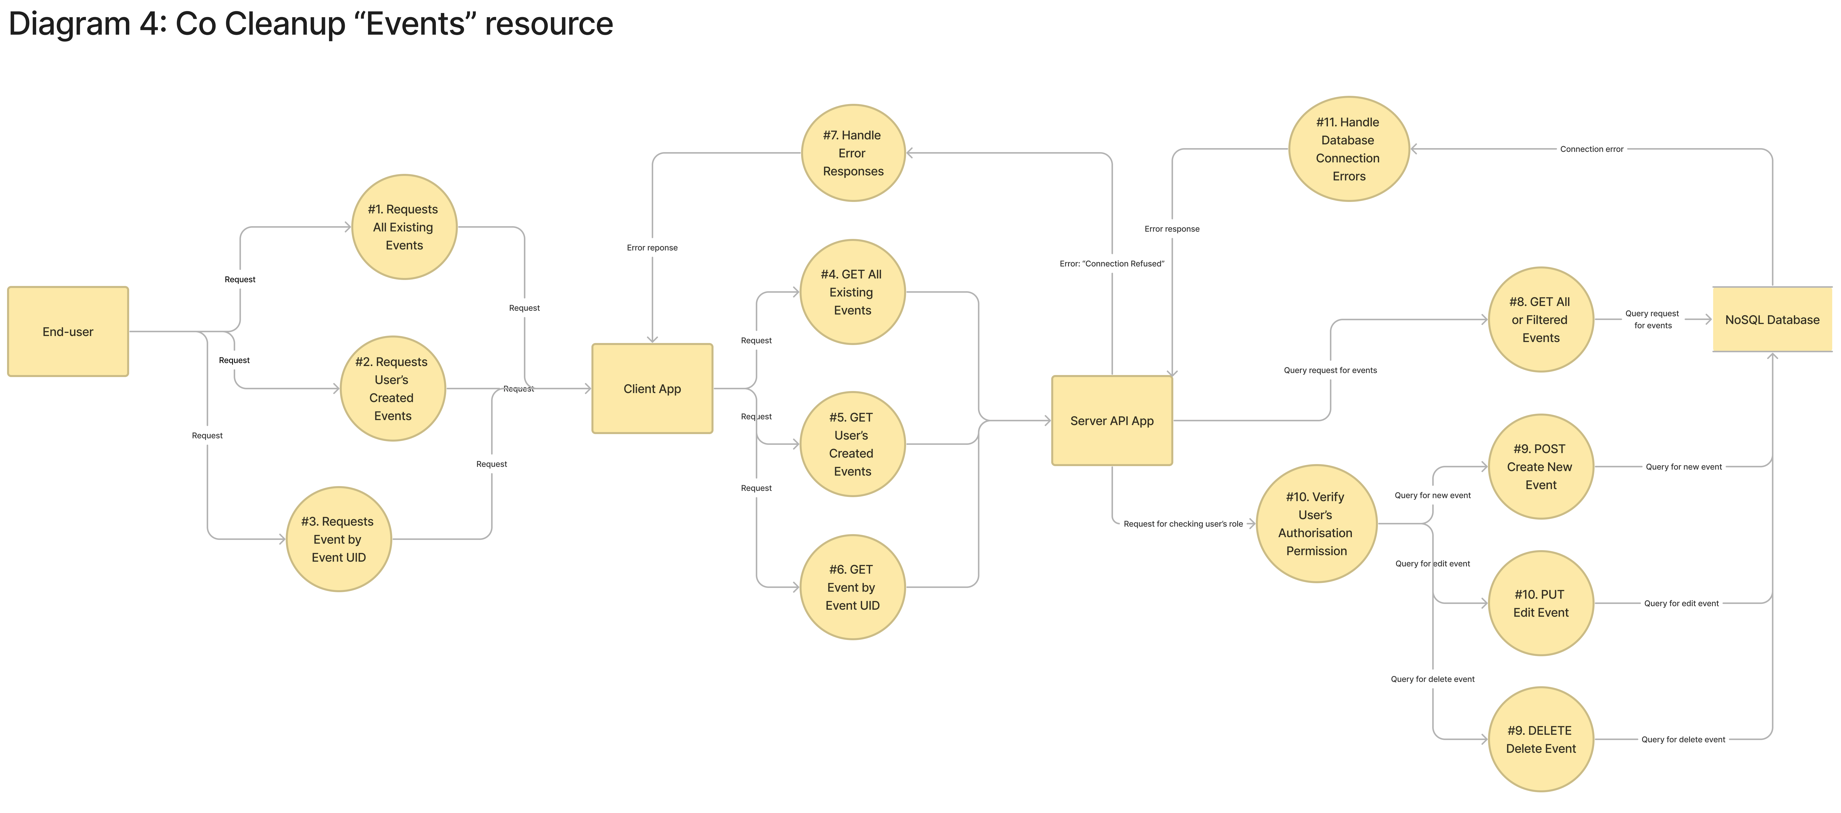 Diagram 4: Co Cleanup “Events” resource
End-user
Request
Request
Request
#1. Requests
All Existing
Events
#2. Requests
User's
Created
Events
#3. Requests
Event by
Event UID
Request
Request
Request
Client App
Error reponse
#7. Handle
Error
Responses
Request
Request
Request
#4. GET All
Existing
Events
#5. GET
User's
Created
Events
#6. GET
Event by
Event UID
Error: “Connection Refused”
Error response
Server API App
#11. Handle
Database
Connection
Errors
Connection error
Query request for events
#8. GET All
or Filtered
Events
Query request
for events
NoSQL Database
Request for checking user's role
#10. Verify
User's
Authorisation
Permission
Query for new event
Query for edit event
Query for delete event
#9. POST
Create New
Event
Query for new event
#10. PUT
Edit Event
Query for edit event
#9. DELETE
Delete Event
Query for delete event